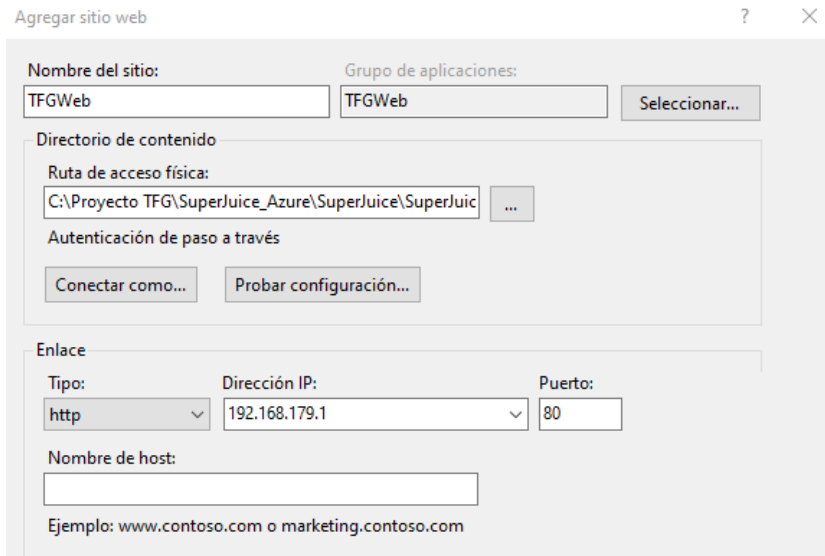 Agregar sitio web ?
Nombre del sitio: Grupo de aplicaciones:
TFGWeb TFGWeb Seleccionar...
Directorio de contenido
Ruta de acceso física:
C:\Proyecto TFG\SuperJuice_Azure\SuperJuice\SuperJuic ...
Autenticación de paso a través
Conectar como... Probar configuración...
Enlace
Tipo: Dirección IP: Puerto:
http 192.168.179.1 80
Nombre de host:
Ejemplo: www.contoso.com o marketing.contoso.com